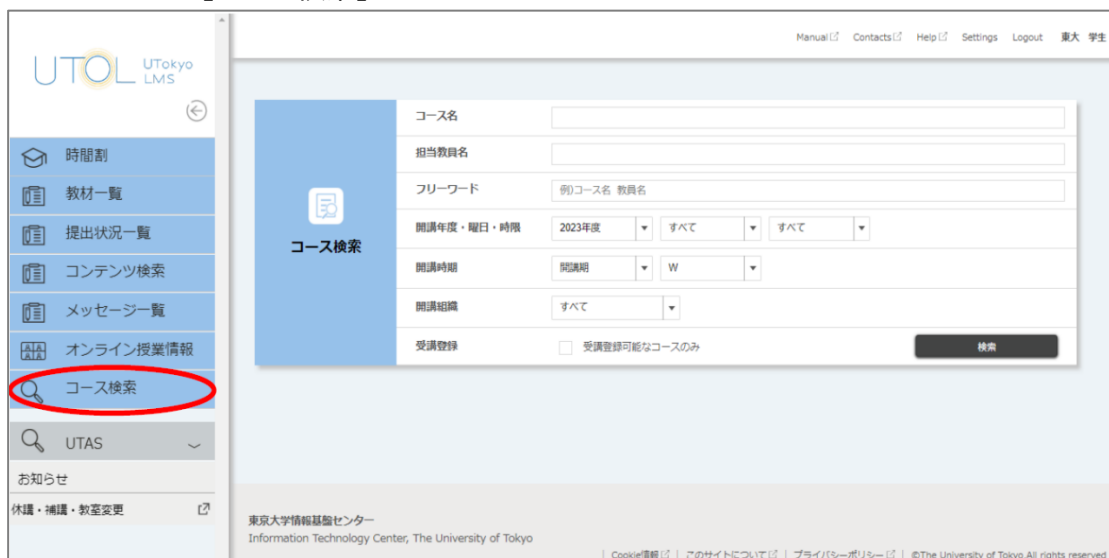 Manual Contacts Help Settings Logout 東大 学生
UTOL UTokyo LMS
時間割
教材一覧
提出状況一覧
コンテンツ検索
メッセージ一覧
オンライン授業情報
コース検索
UTAS
お知らせ
休講・補講・教室変更
コース検索
コース名
担当教員名
フリーワード 例)コース名 教員名
開講年度・曜日・時限 2023年度 すべて すべて
開講時期 開講期 W
開講組織 すべて
受講登録 受講登録可能なコースのみ 検索
東京大学情報基盤センター
Information Technology Center, The University of Tokyo
| Cookie情報 | このサイトについて | プライバシーポリシー | ©The University of Tokyo.All rights reserved